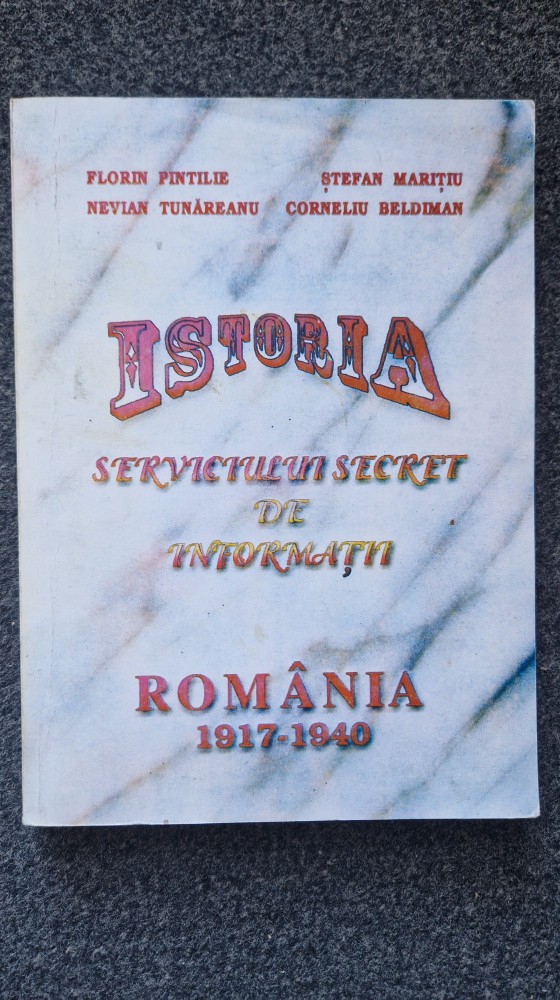 FLORIN PINTILIE ȘTEFAN MARIȚIU
NEVIAN TUNĂREANU CORNELIU BELDIMAN
ISTORIA
SERVICIULUI SECRET
DE
INFORMAȚII
ROMÂNIA
1917-1940